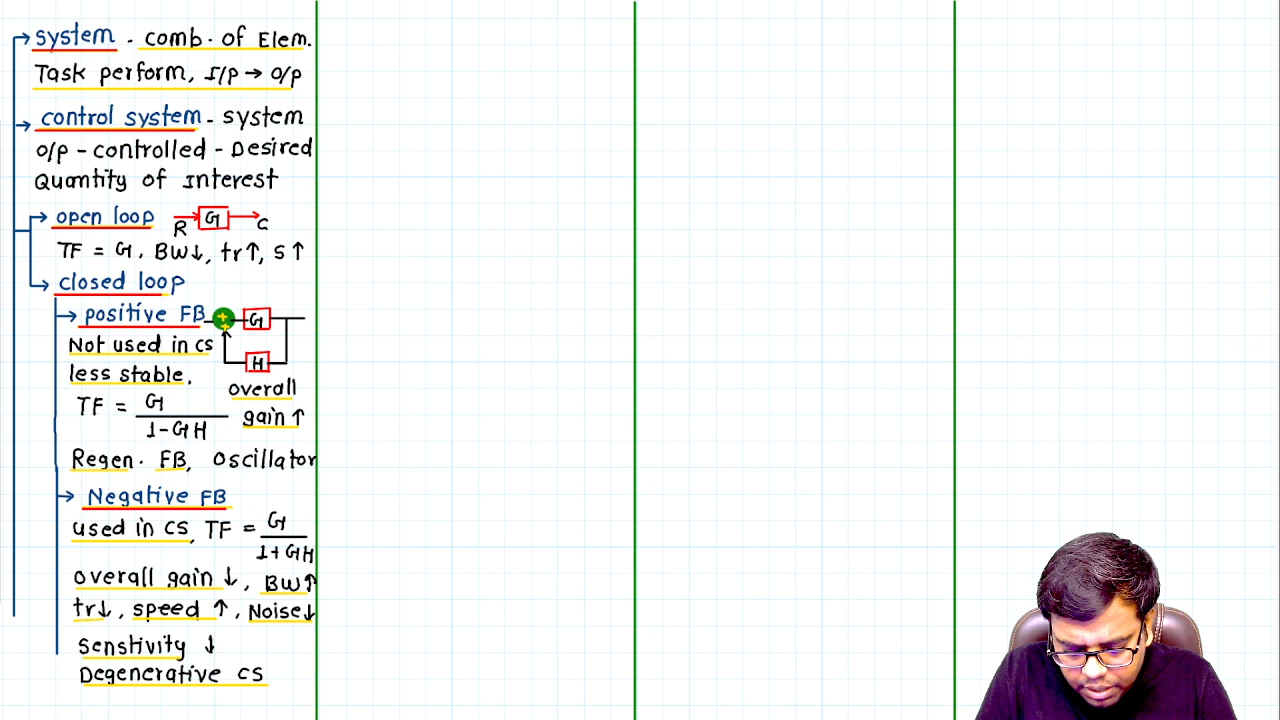 system - comb. of Elem.
Task perform, I/p → o/p
control system - system
o/p - controlled - Desired
Quantity of Interest
open loop R G C
TF = G, BW↓, tr↑, S↑
closed loop
positive FB + + G
Not used in cs
H
less stable.
overall
TF = G / 1-GH
gain ↑
Regen. FB, Oscillator
Negative FB
used in CS, TF = G / 1+GH
overall gain ↓, BW↑
tr↓, speed ↑, Noise↓
Senstivity ↓
Degenerative CS